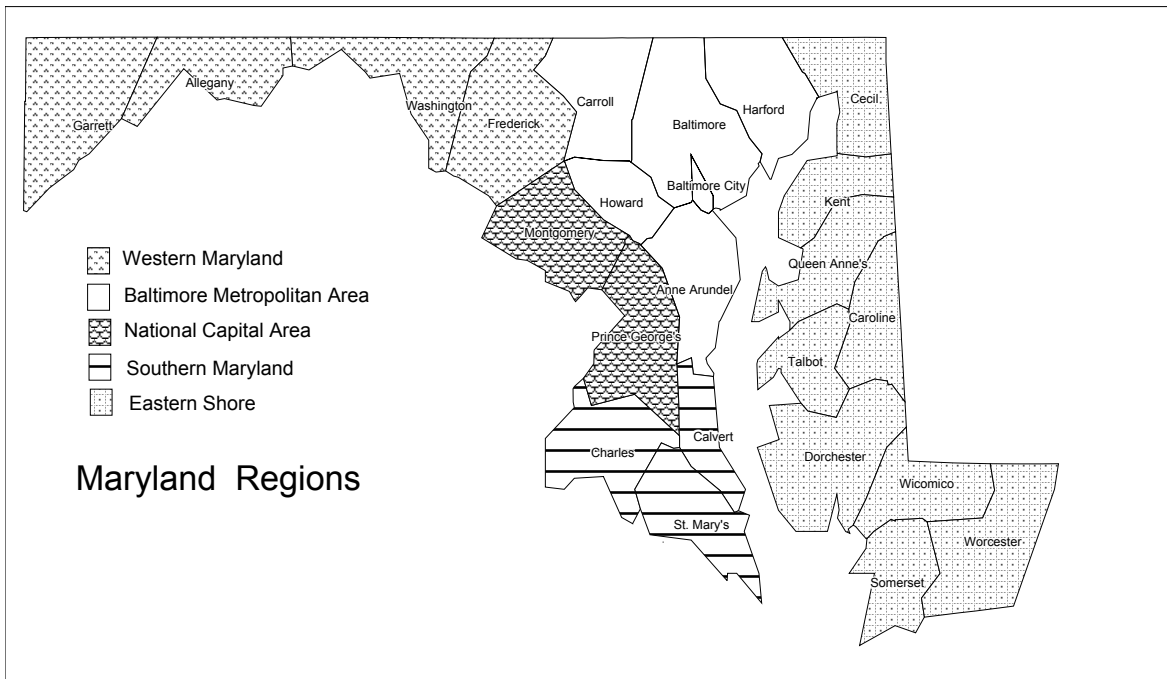 Garrett
Allegany
Washington
Frederick
Carroll
Baltimore
Harford
Cecil
Howard
Baltimore City
Kent
Montgomery
Queen Anne's
Anne Arundel
Caroline
Prince George's
Talbot
Charles
Calvert
Dorchester
Wicomico
St. Mary's
Worcester
Somerset
Western Maryland
Baltimore Metropolitan Area
National Capital Area
Southern Maryland
Eastern Shore
Maryland Regions